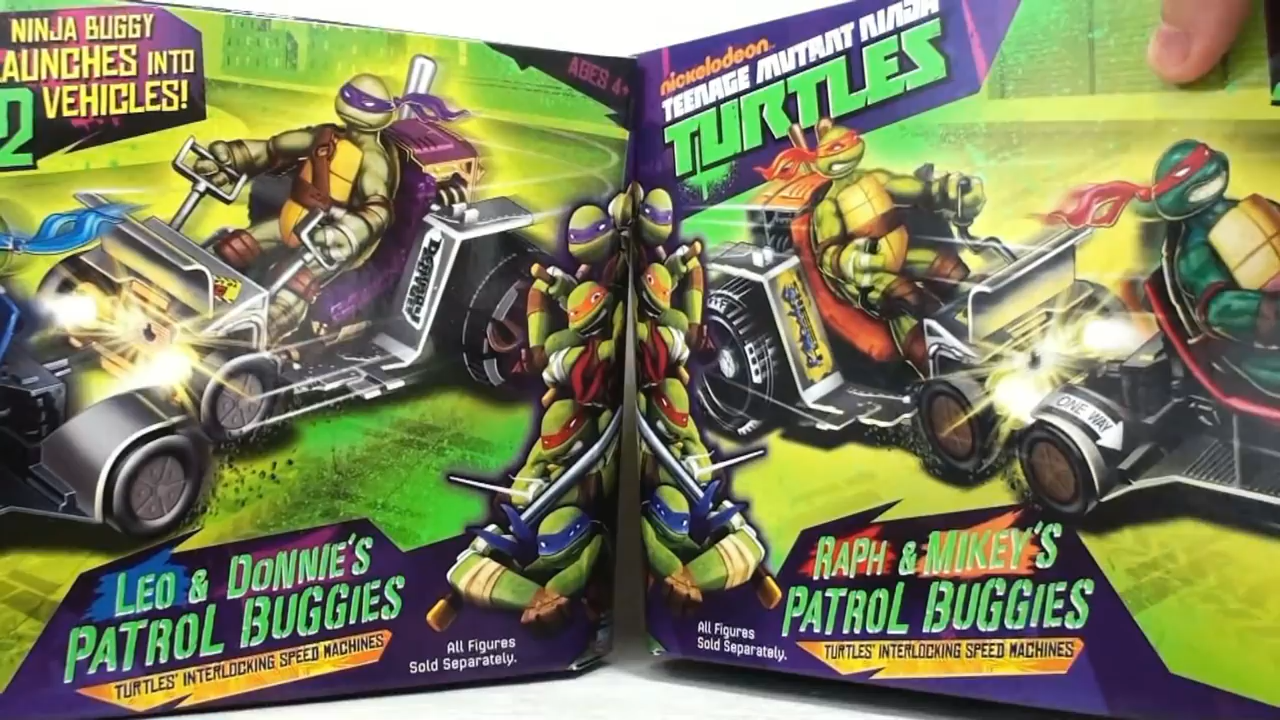 NINJA BUGGY
AUNCHES INTO
2 VEHICLES!
AGES 4+
LEO & DONNIE'S
PATROL BUGGIES
TURTLES' INTERLOCKING SPEED MACHINES
All Figures
Sold Separately.
nickelodeon
TEENAGE MUTANT NINJA
TURTLES
ONE WAY
RAPH & MIKEY'S
PATROL BUGGIES
TURTLES' INTERLOCKING SPEED MACHINES
All Figures
Sold Separately.